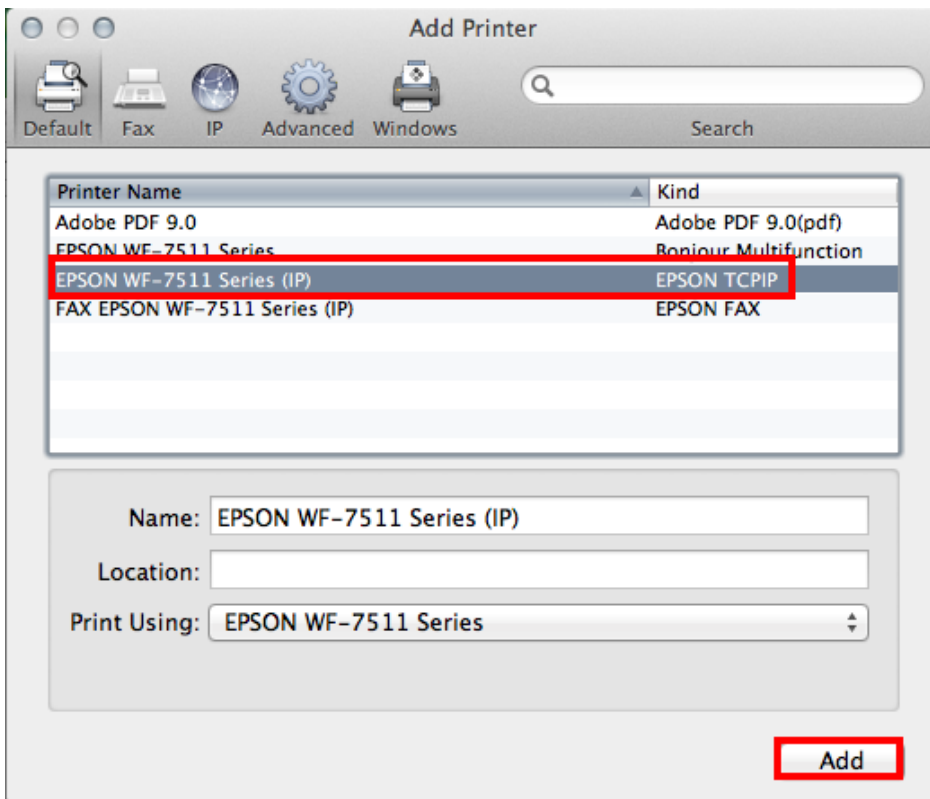 Add Printer
Default Fax IP Advanced Windows Search
Printer Name Kind
Adobe PDF 9.0 Adobe PDF 9.0(pdf)
EPSON WF-7511 Series Bonjour Multifunction
EPSON WF-7511 Series (IP) EPSON TCPIP
FAX EPSON WF-7511 Series (IP) EPSON FAX
Name: EPSON WF-7511 Series (IP)
Location:
Print Using: EPSON WF-7511 Series
Add